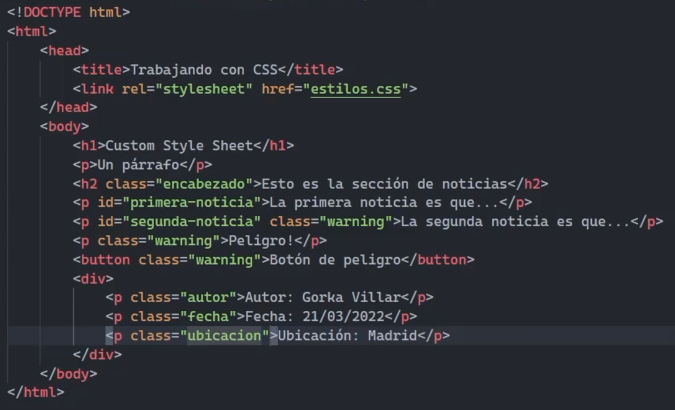 <!DOCTYPE html>
<html>
<head>
<title>Trabajando con CSS</title>
<link rel="stylesheet" href="estilos.css">
</head>
<body>
<h1>Custom Style Sheet</h1>
<p>Un párrafo</p>
<h2 class="encabezado">Esto es la sección de noticias</h2>
<p id="primera-noticia">La primera noticia es que...</p>
<p id="segunda-noticia" class="warning">La segunda noticia es que...</p>
<p class="warning">Peligro!</p>
<button class="warning">Botón de peligro</button>
<div>
<p class="autor">Autor: Gorka Villar</p>
<p class="fecha">Fecha: 21/03/2022</p>
<p class="ubicacion">Ubicación: Madrid</p>
</div>
</body>
</html>